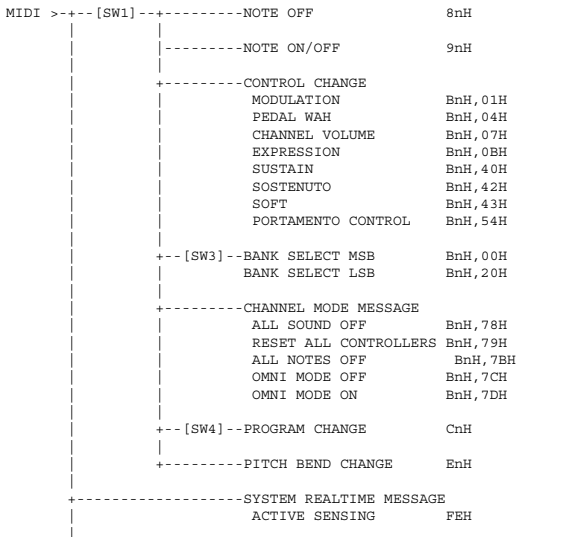 MIDI >-+--[SW1]--+---------NOTE OFF 8nH
|---------NOTE ON/OFF 9nH
+---------CONTROL CHANGE
MODULATION BnH,01H
PEDAL WAH BnH,04H
CHANNEL VOLUME BnH,07H
EXPRESSION BnH,0BH
SUSTAIN BnH,40H
SOSTENUTO BnH,42H
SOFT BnH,43H
PORTAMENTO CONTROL BnH,54H
+--[SW3]--BANK SELECT MSB BnH,00H
BANK SELECT LSB BnH,20H
+---------CHANNEL MODE MESSAGE
ALL SOUND OFF BnH,78H
RESET ALL CONTROLLERS BnH,79H
ALL NOTES OFF BnH,7BH
OMNI MODE OFF BnH,7CH
OMNI MODE ON BnH,7DH
+--[SW4]--PROGRAM CHANGE CnH
+---------PITCH BEND CHANGE EnH
+-------------------SYSTEM REALTIME MESSAGE
ACTIVE SENSING FEH